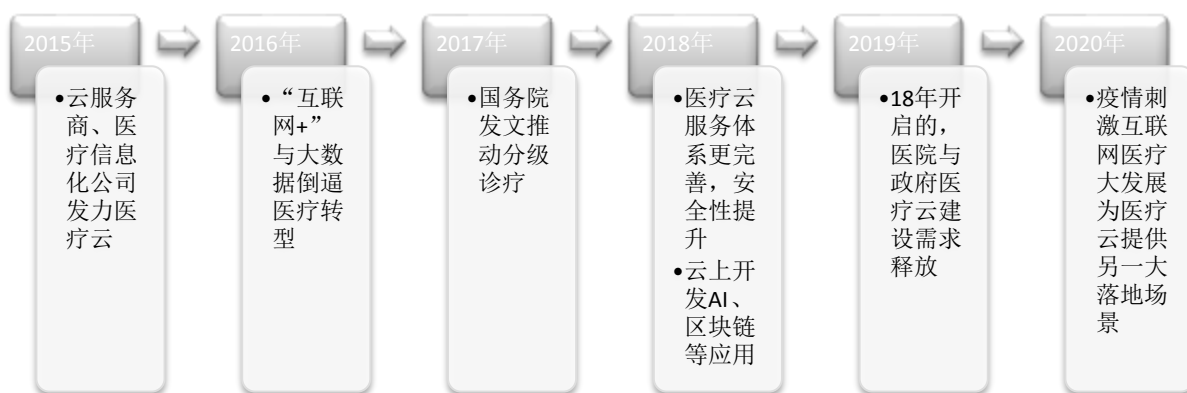 2015年
•云服务
商、医
疗信息
化公司
发力医
疗云
2016年
•“互联
网+”
与大数
据倒逼
医疗转
型
2017年
•国务院
发文推
动分级
诊疗
2018年
•医疗云
服务体
系更完
善，安
全性提
升
•云上开
发AI、
区块链
等应用
2019年
•18年开
启的，
医院与
政府医
疗云建
设需求
释放
2020年
•疫情刺
激互联
网医疗
大发展
为医疗
云提供
另一大
落地场
景